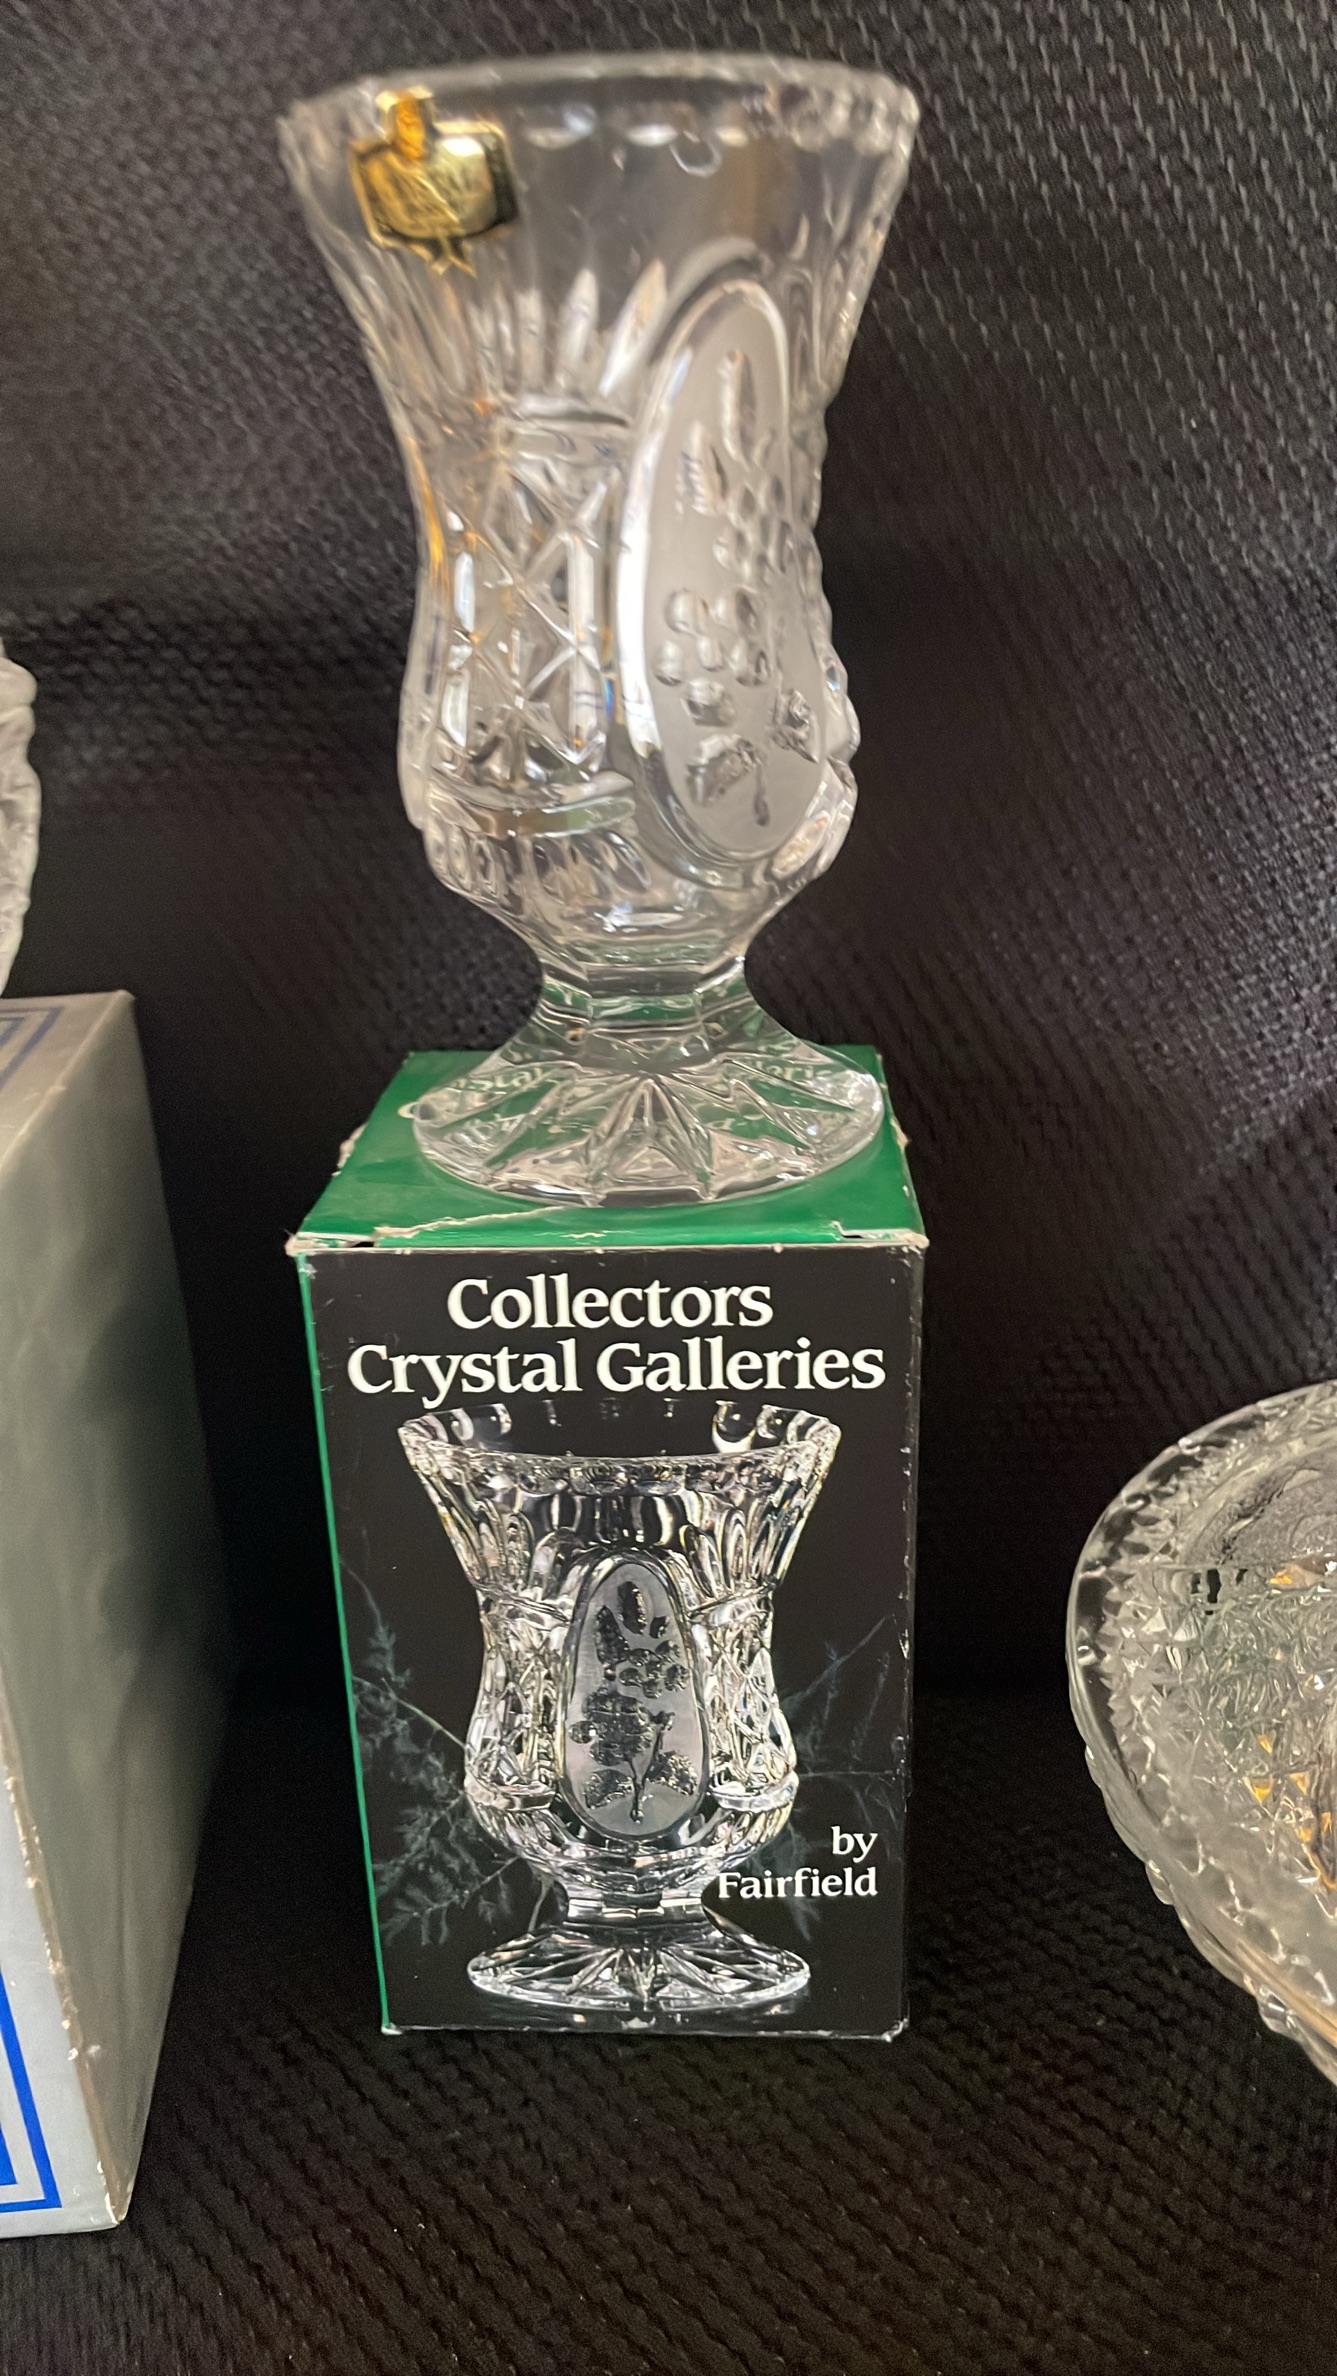 Collectors
Crystal Galleries
by
Fairfield